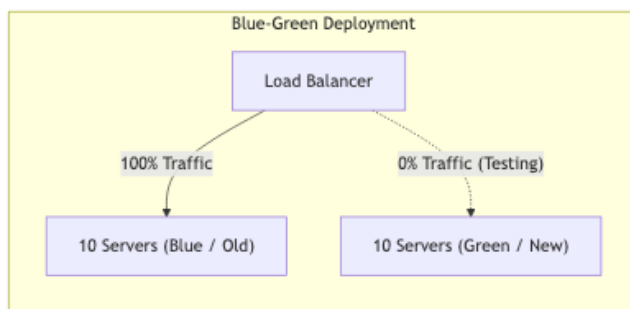 Blue-Green Deployment
Load Balancer
100% Traffic
0% Traffic (Testing)
10 Servers (Blue / Old)
10 Servers (Green / New)